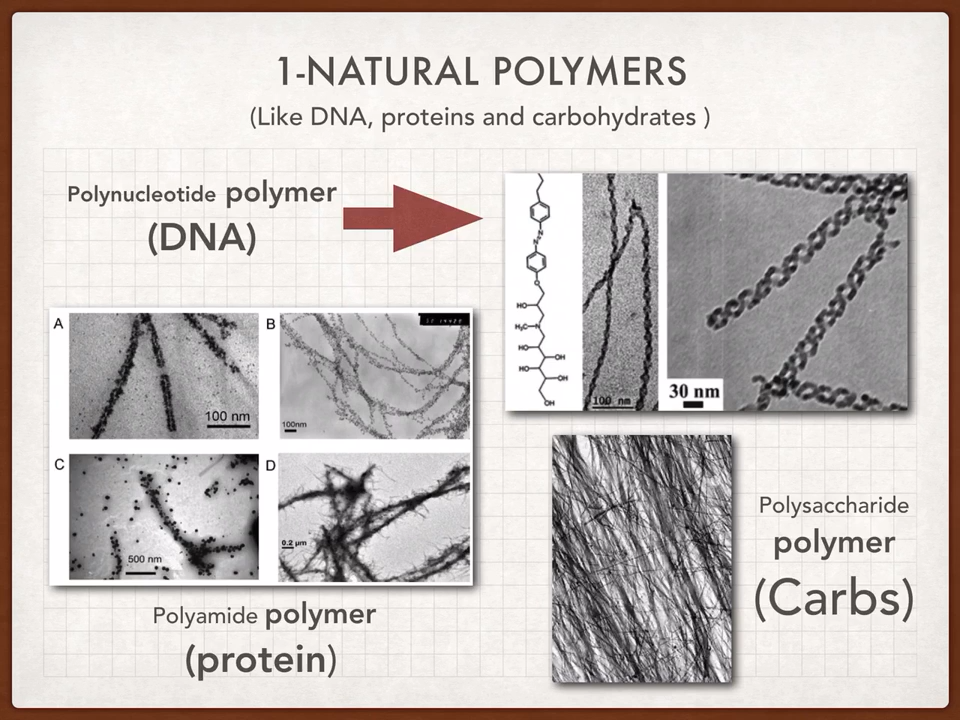 1-NATURAL POLYMERS
(Like DNA, proteins and carbohydrates )
Polynucleotide polymer
(DNA)
N
N
O
HO
H₃C
N
HO
OH
HO
OH
OH
100 nm
30 nm
A
100 nm
B
100nm
C
500 nm
D
0.2 µm
Polyamide polymer
(protein)
Polysaccharide
polymer
(Carbs)